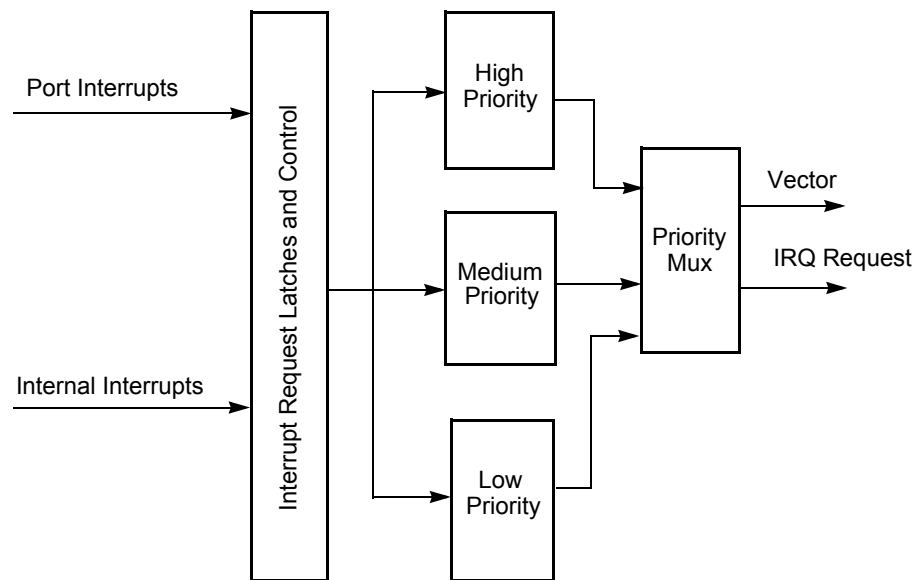 Port Interrupts
Internal Interrupts
Interrupt Request Latches and Control
High
Priority
Medium
Priority
Low
Priority
Priority
Mux
Vector
IRQ Request